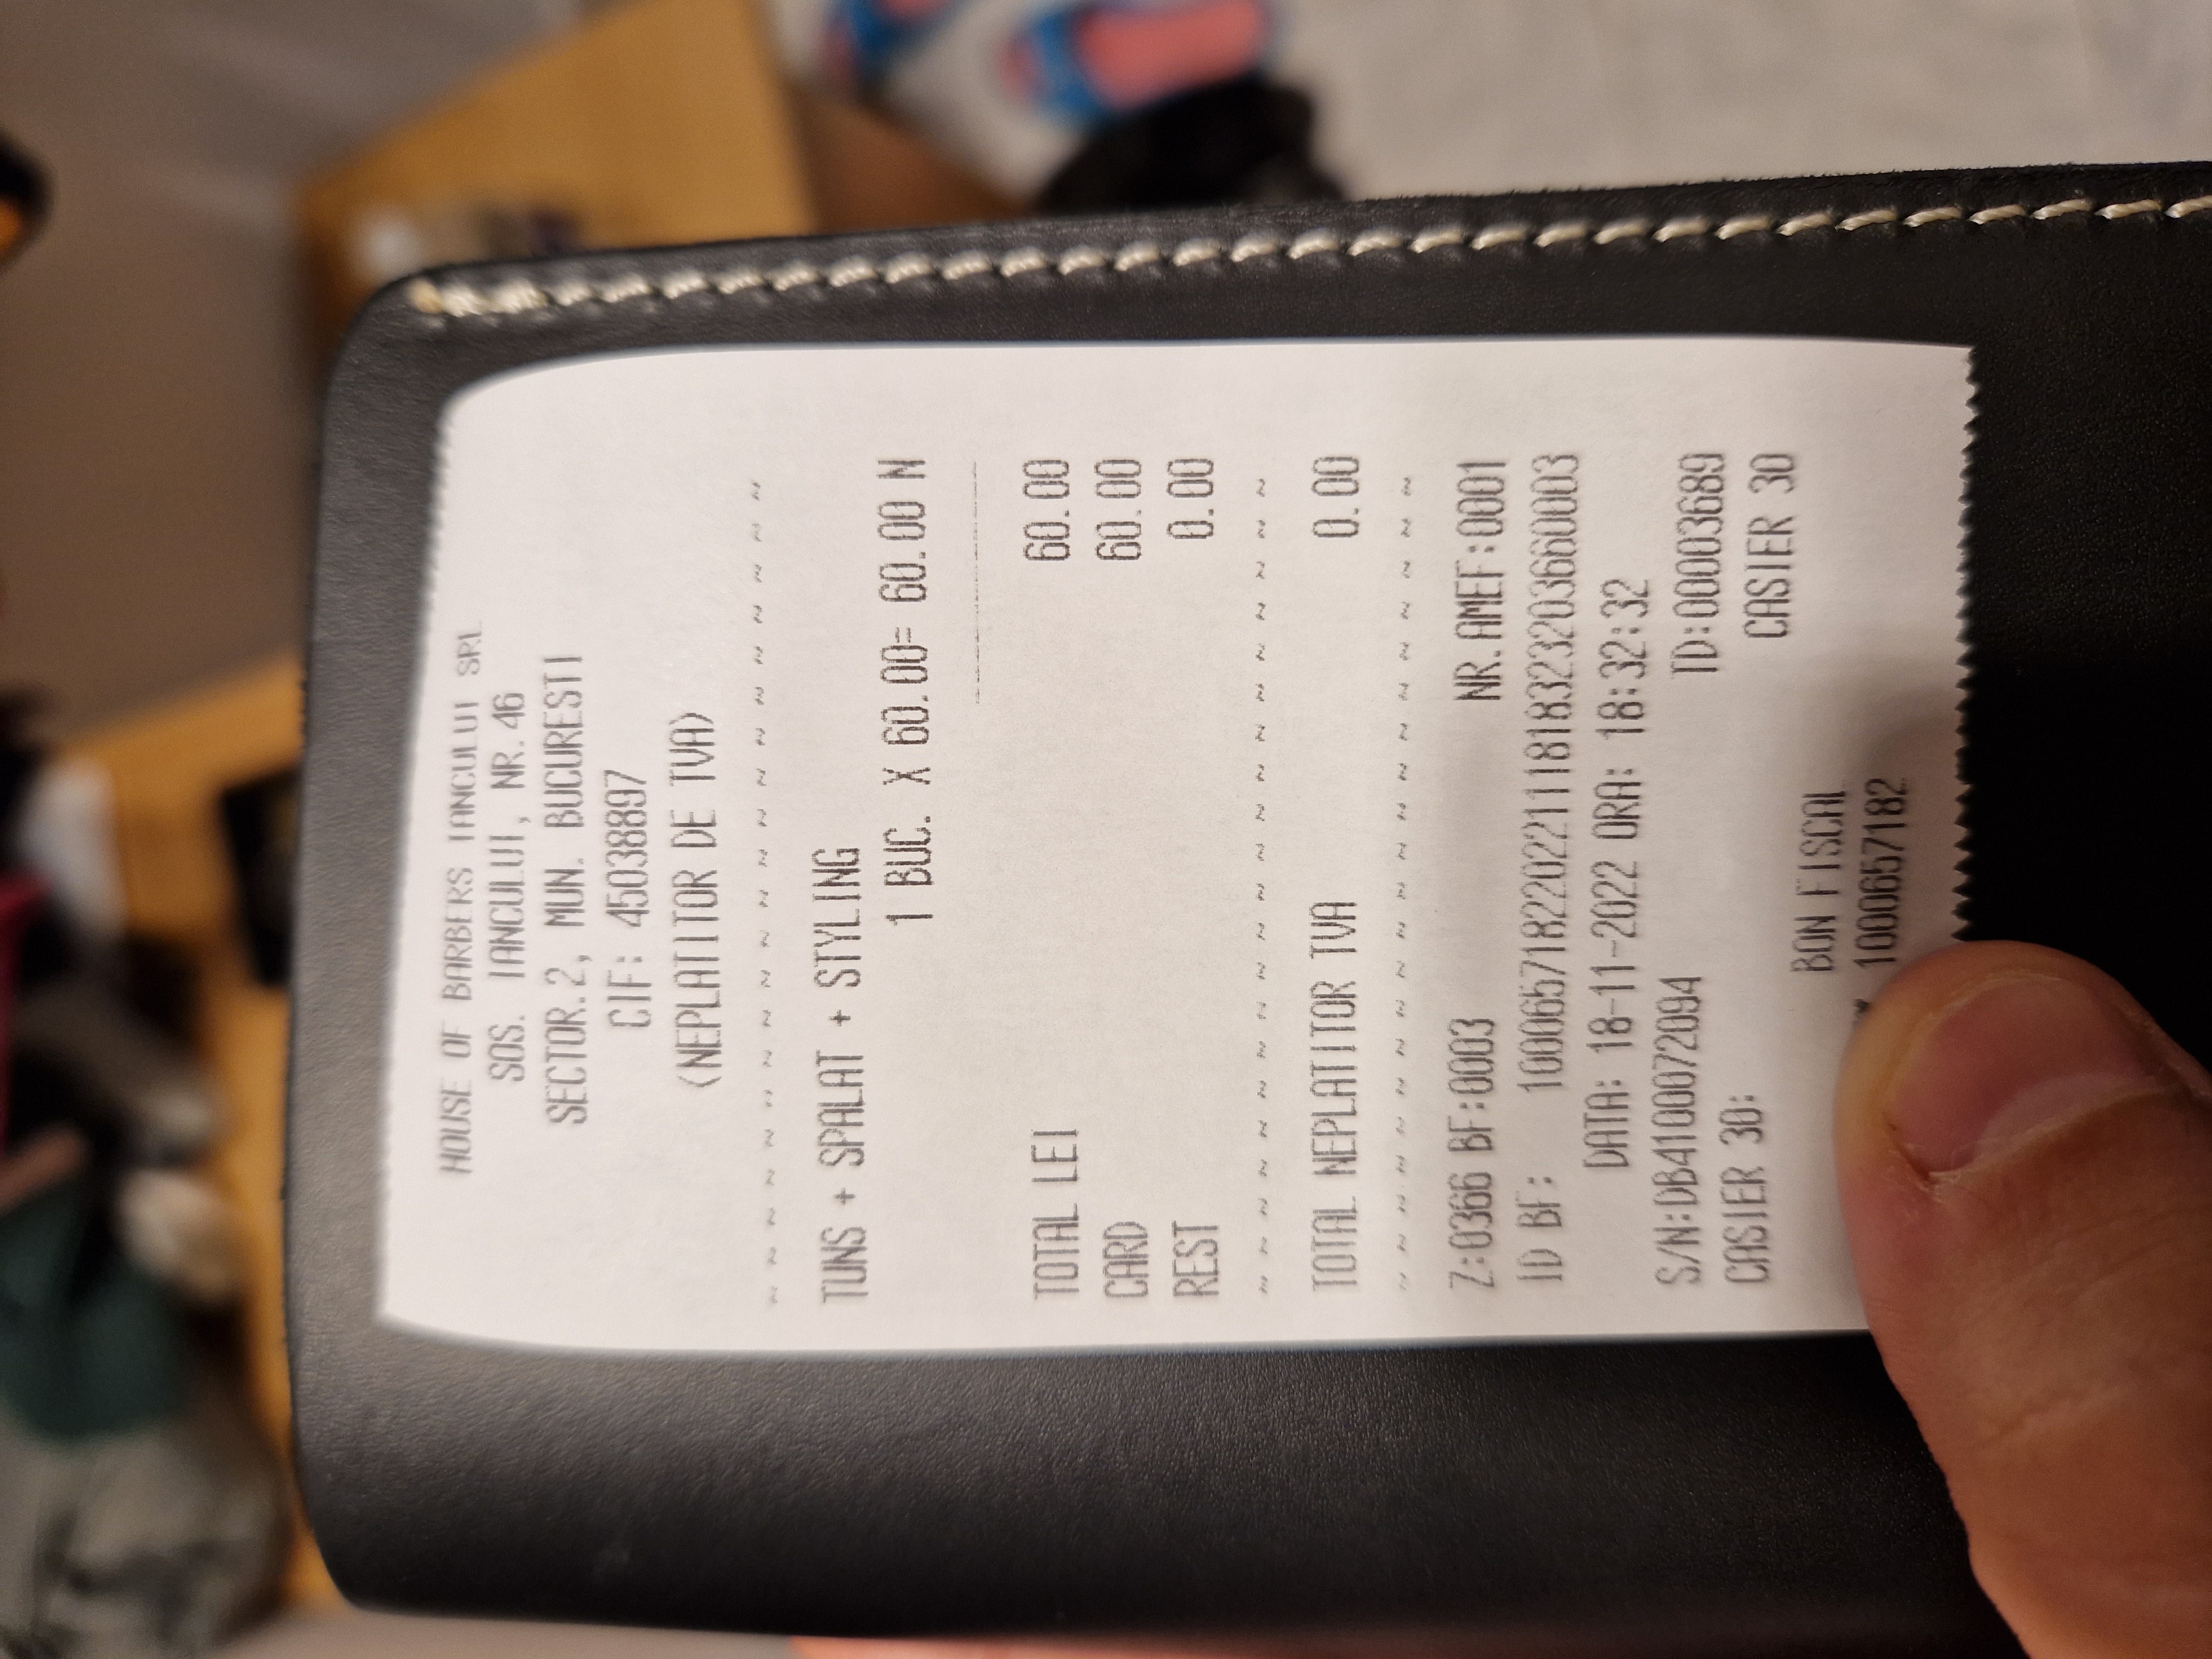 HOUSE OF BARBERS IANCULUI SRL
SOS. IANCULUI, NR.46
SECTOR.2, MUN. BUCURESTI
CIF: 45038897
(NEPLATITOR DE TVA)
~ ~ ~ ~ ~ ~ ~ ~ ~ ~ ~ ~ ~ ~ ~ ~ ~ ~ ~ ~ ~
TUNS + SPALAT + STYLING
1 BUC. X 60.00= 60.00 N
TOTAL LEI 60.00
CARD 60.00
REST 0.00
~ ~ ~ ~ ~ ~ ~ ~ ~ ~ ~ ~ ~ ~ ~ ~ ~ ~ ~ ~ ~
TOTAL NEPLATITOR TVA 0.00
~ ~ ~ ~ ~ ~ ~ ~ ~ ~ ~ ~ ~ ~ ~ ~ ~ ~ ~ ~ ~
Z:0366 BF:0003 NR.AMEF:0001
ID BF: 10006571822022111818323203660003
DATA: 18-11-2022 ORA: 18:32:32
S/N:DB4100072094 TD:00003689
CASIER 30: CASIER 30
BON FISCAL
1000657182